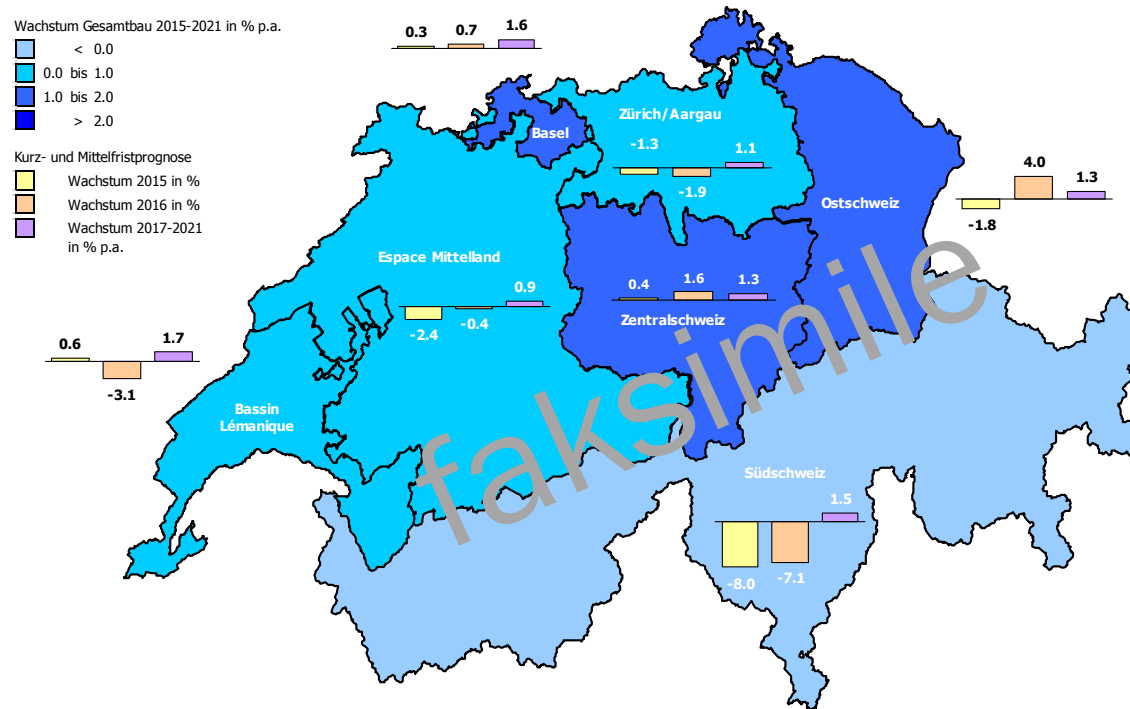 Wachstum Gesamtbau 2015-2021 in % p.a.
< 0.0
0.0 bis 1.0
1.0 bis 2.0
> 2.0
Kurz- und Mittelfristprognose
Wachstum 2015 in %
Wachstum 2016 in %
Wachstum 2017-2021
in % p.a.
0.3 0.7 1.6
Basel
Zürich/Aargau
-1.3 -1.9 1.1
Ostschweiz
-1.8 4.0 1.3
Espace Mittelland
-2.4 -0.4 0.9
0.4 1.6 1.3
Zentralschweiz
0.6 -3.1 1.7
Bassin
Lémanique
Südschweiz
-8.0 -7.1 1.5
faksimile